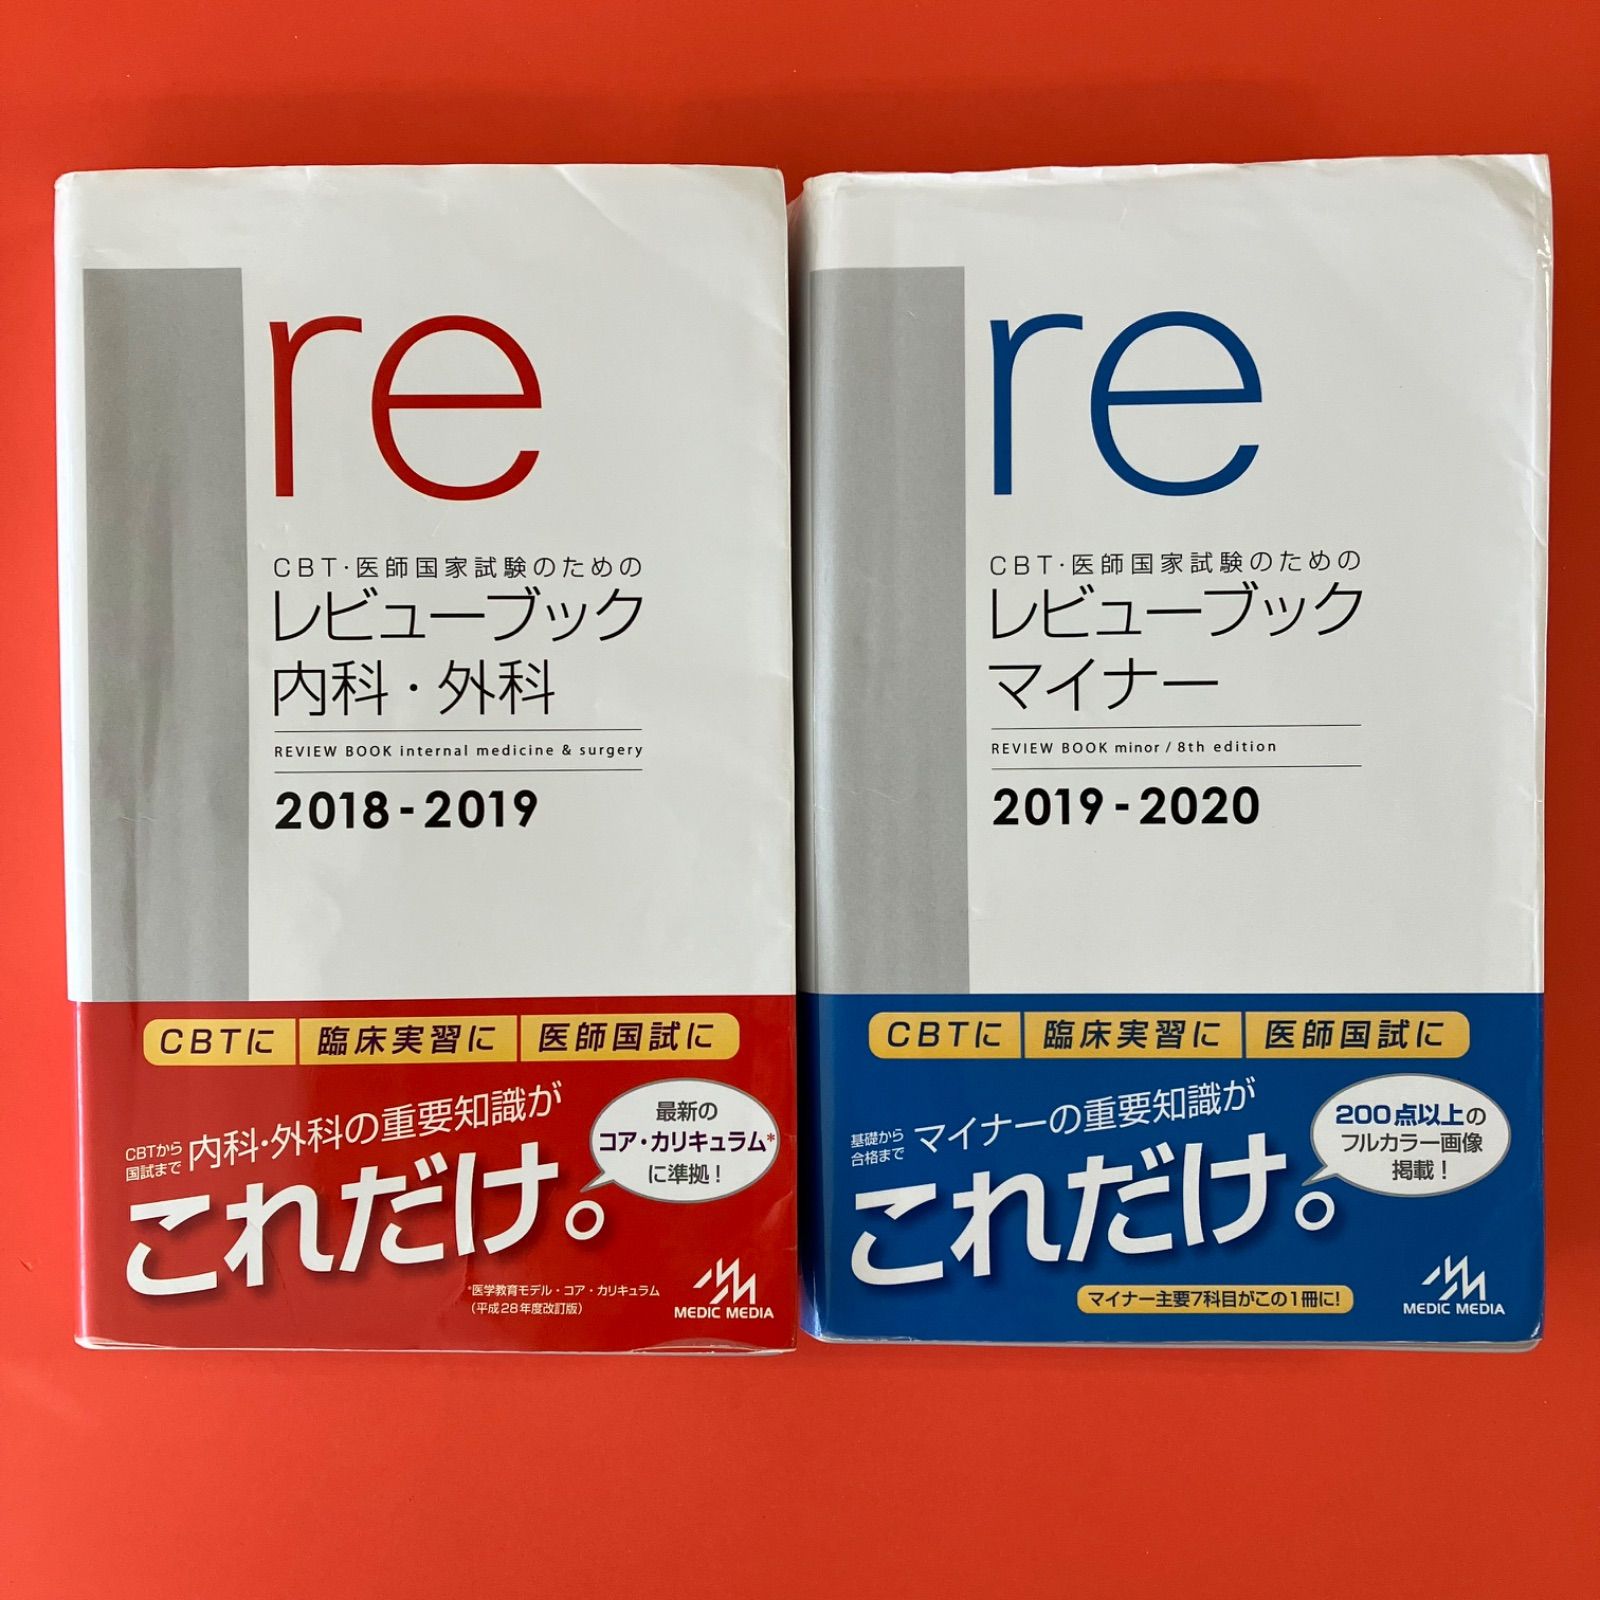 re
CBT・医師国家試験のための
レビューブック
内科・外科
REVIEW BOOK internal medicine & surgery
2018-2019
CBTに 臨床実習に 医師国試に
CBTから
国試まで
内科・外科の重要知識が
これだけ。
最新の
コア・カリキュラム*
に準拠！
*医学教育モデル・コア・カリキュラム
（平成28年度改訂版）
MEDIC MEDIA
re
CBT・医師国家試験のための
レビューブック
マイナー
REVIEW BOOK minor / 8th edition
2019-2020
CBTに 臨床実習に 医師国試に
基礎から
合格まで
マイナーの重要知識が
これだけ。
200点以上の
フルカラー画像
掲載！
マイナー主要7科目がこの1冊に!
MEDIC MEDIA